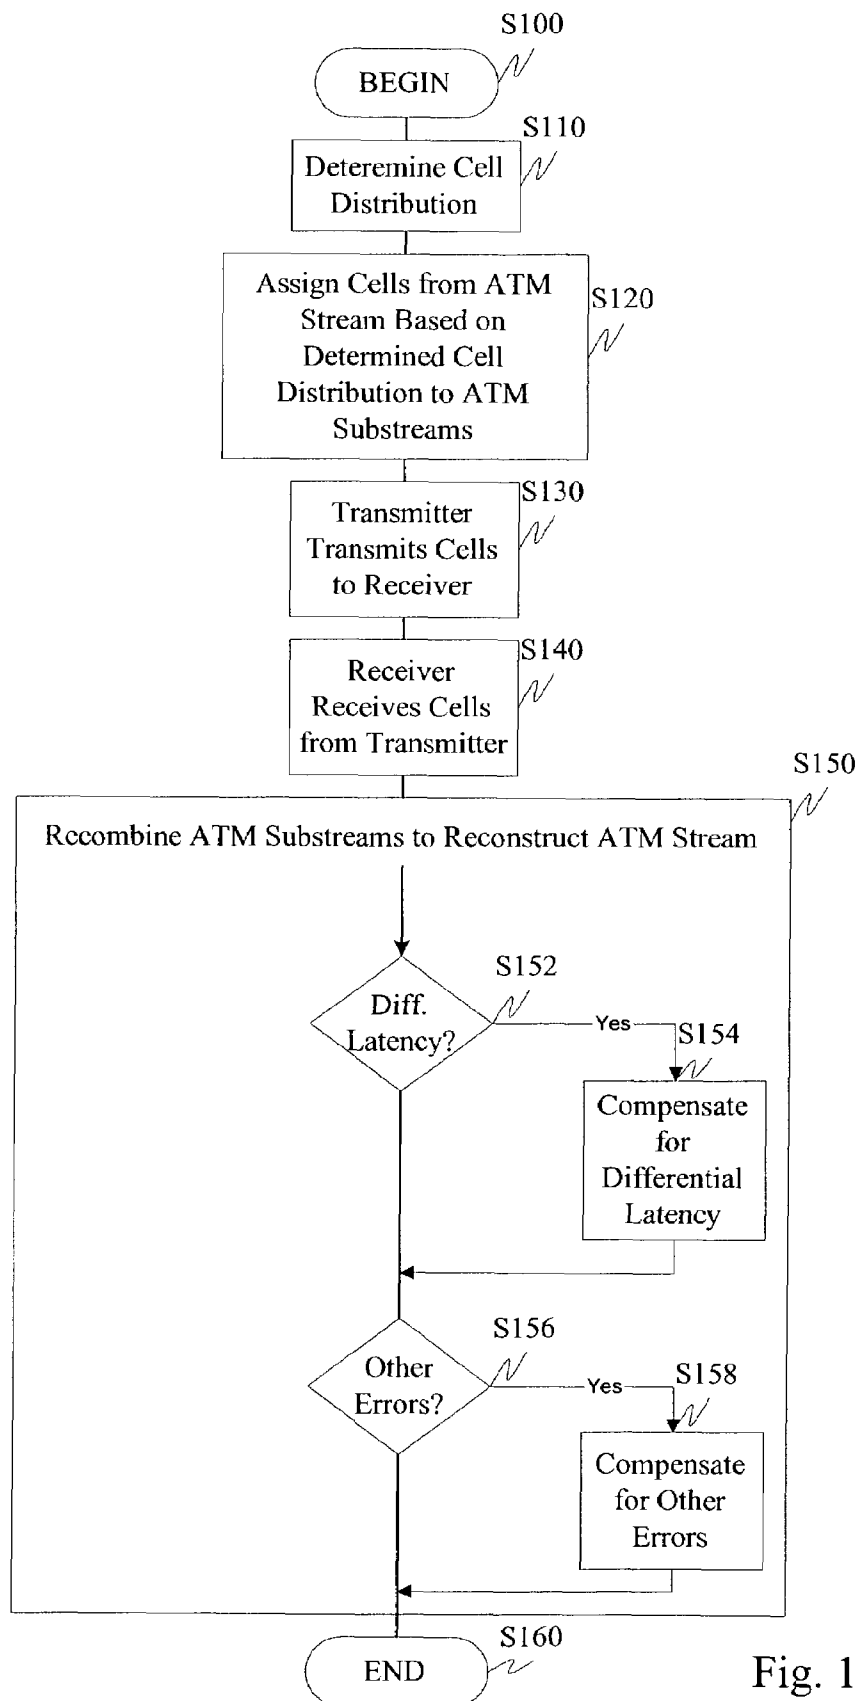 S100
BEGIN
S110
Deteremine Cell
Distribution
Assign Cells from ATM
Stream Based on
Determined Cell
Distribution to ATM
Substreams
S120
S130
Transmitter
Transmits Cells
to Receiver
S140
Receiver
Receives Cells
from Transmitter
S150
Recombine ATM Substreams to Reconstruct ATM Stream
S152
Diff.
Latency?
Yes
S154
Compensate
for
Differential
Latency
S156
Other
Errors?
Yes
S158
Compensate
for Other
Errors
S160
END
Fig. 1